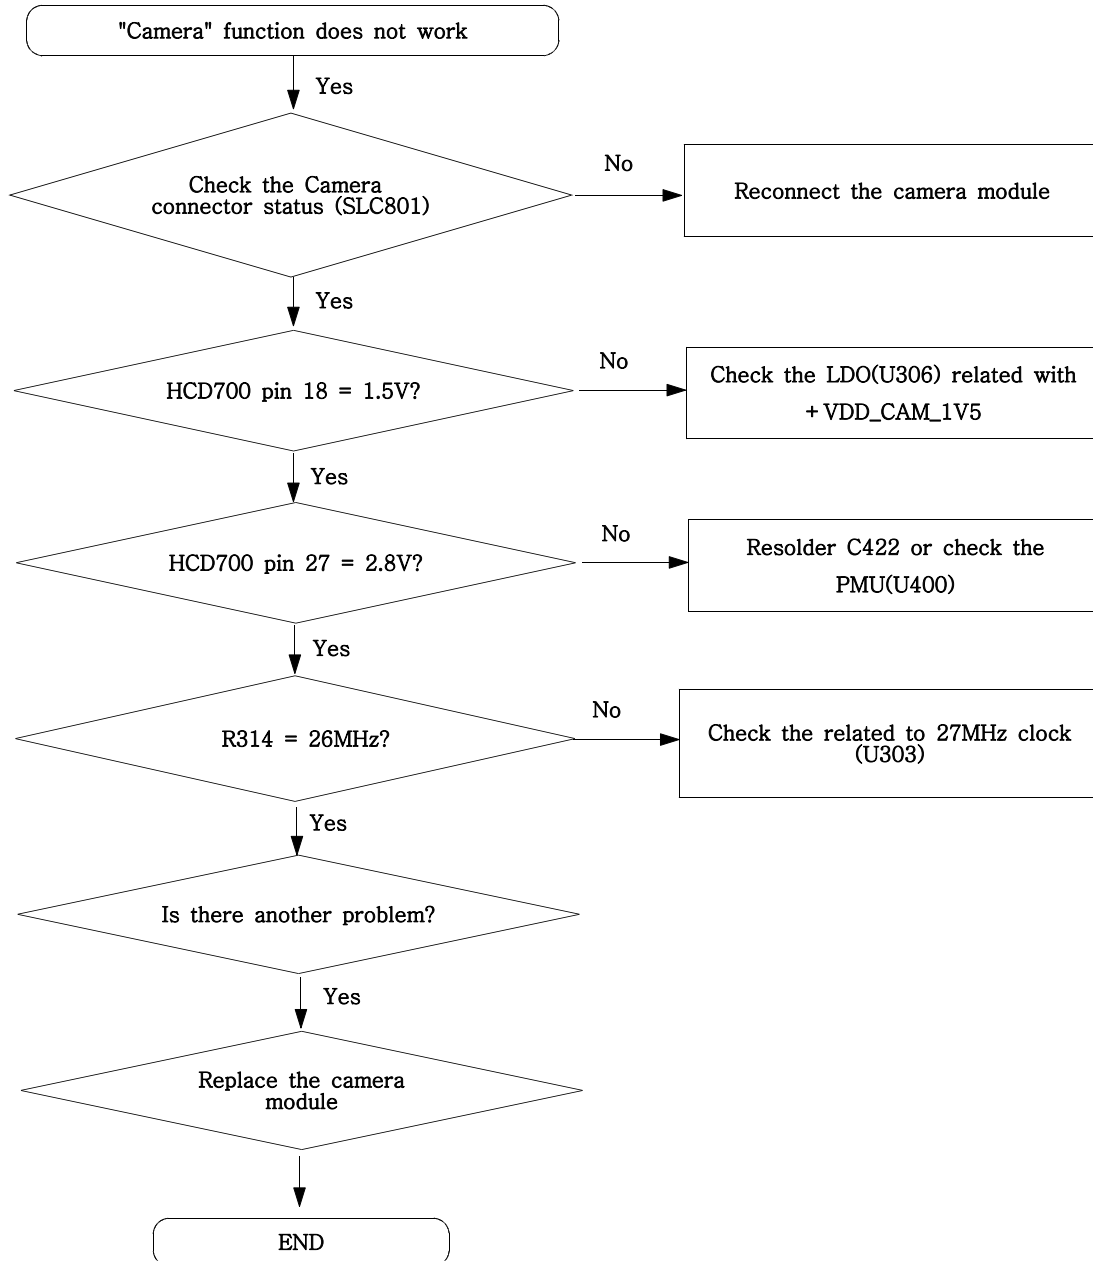 "Camera" function does not work
Yes
Check the Camera
connector status (SLC801)
No
Reconnect the camera module
Yes
HCD700 pin 18 = 1.5V?
No
Check the LDO(U306) related with
+VDD_CAM_1V5
Yes
HCD700 pin 27 = 2.8V?
No
Resolder C422 or check the
PMU(U400)
Yes
R314 = 26MHz?
No
Check the related to 27MHz clock
(U303)
Yes
Is there another problem?
Yes
Replace the camera
module
END